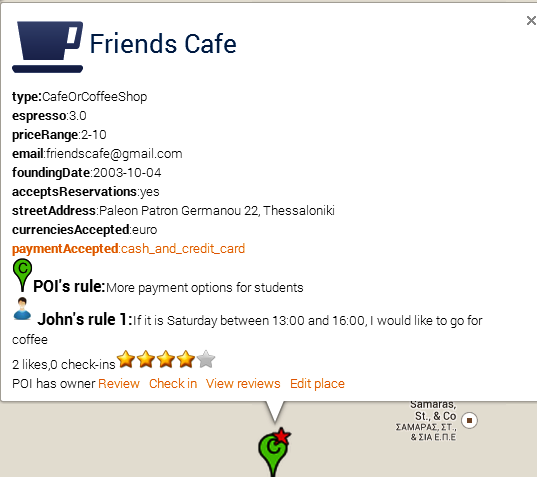 ×
Friends Cafe
type:CafeOrCoffeeShop
espresso:3.0
priceRange:2-10
email:friendscafe@gmail.com
foundingDate:2003-10-04
acceptsReservations:yes
streetAddress:Paleon Patron Germanou 22, Thessaloniki
currenciesAccepted:euro
paymentAccepted:cash_and_credit_card
C POI's rule:More payment options for students
John's rule 1:If it is Saturday between 13:00 and 16:00, I would like to go for
coffee
2 likes,0 check-ins
POI has owner Review Check in View reviews Edit place
Samaras,
St., & Co
ΣΑΜΑΡΑΣ, ΣΤ.,
& ΣΙΑ Ε.Π.Ε
C